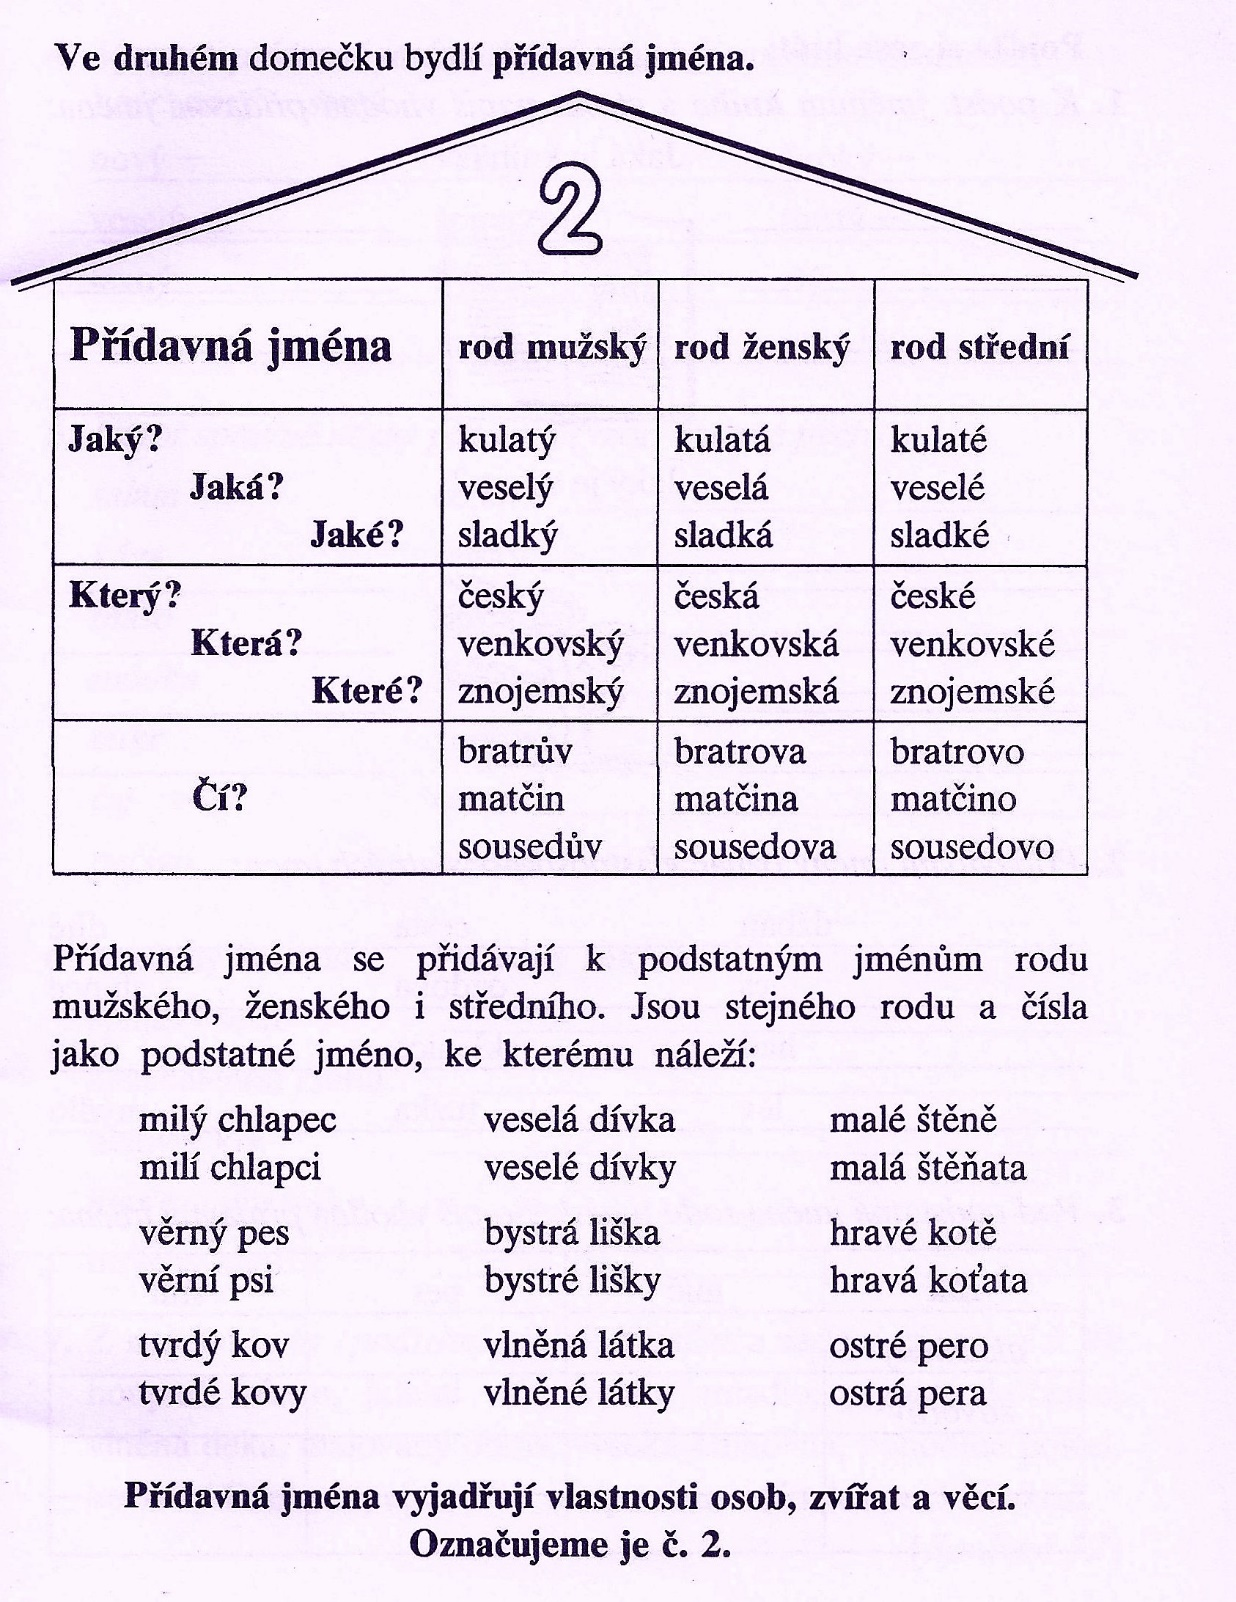 Ve druhém domečku bydlí přídavná jména.
2
Přídavná jména rod mužský rod ženský rod střední
Jaký? kulatý kulatá kulaté
Jaká? veselý veselá veselé
Jaké? sladký sladká sladké
Který? český česká české
Která? venkovský venkovská venkovské
Které? znojemský znojemská znojemské
bratrův bratrova bratrovo
Čí? matčin matčina matčino
sousedův sousedova sousedovo
Přídavná jména se přidávají k podstatným jménům rodu
mužského, ženského i středního. Jsou stejného rodu a čísla
jako podstatné jméno, ke kterému náleží:
milý chlapec veselá dívka malé štěně
milí chlapci veselé dívky malá štěňata
věrný pes bystrá liška hravé kotě
věrní psi bystré lišky hravá koťata
tvrdý kov vlněná látka ostré pero
tvrdé kovy vlněné látky ostrá pera
Přídavná jména vyjadřují vlastnosti osob, zvířat a věcí.
Označujeme je č. 2.